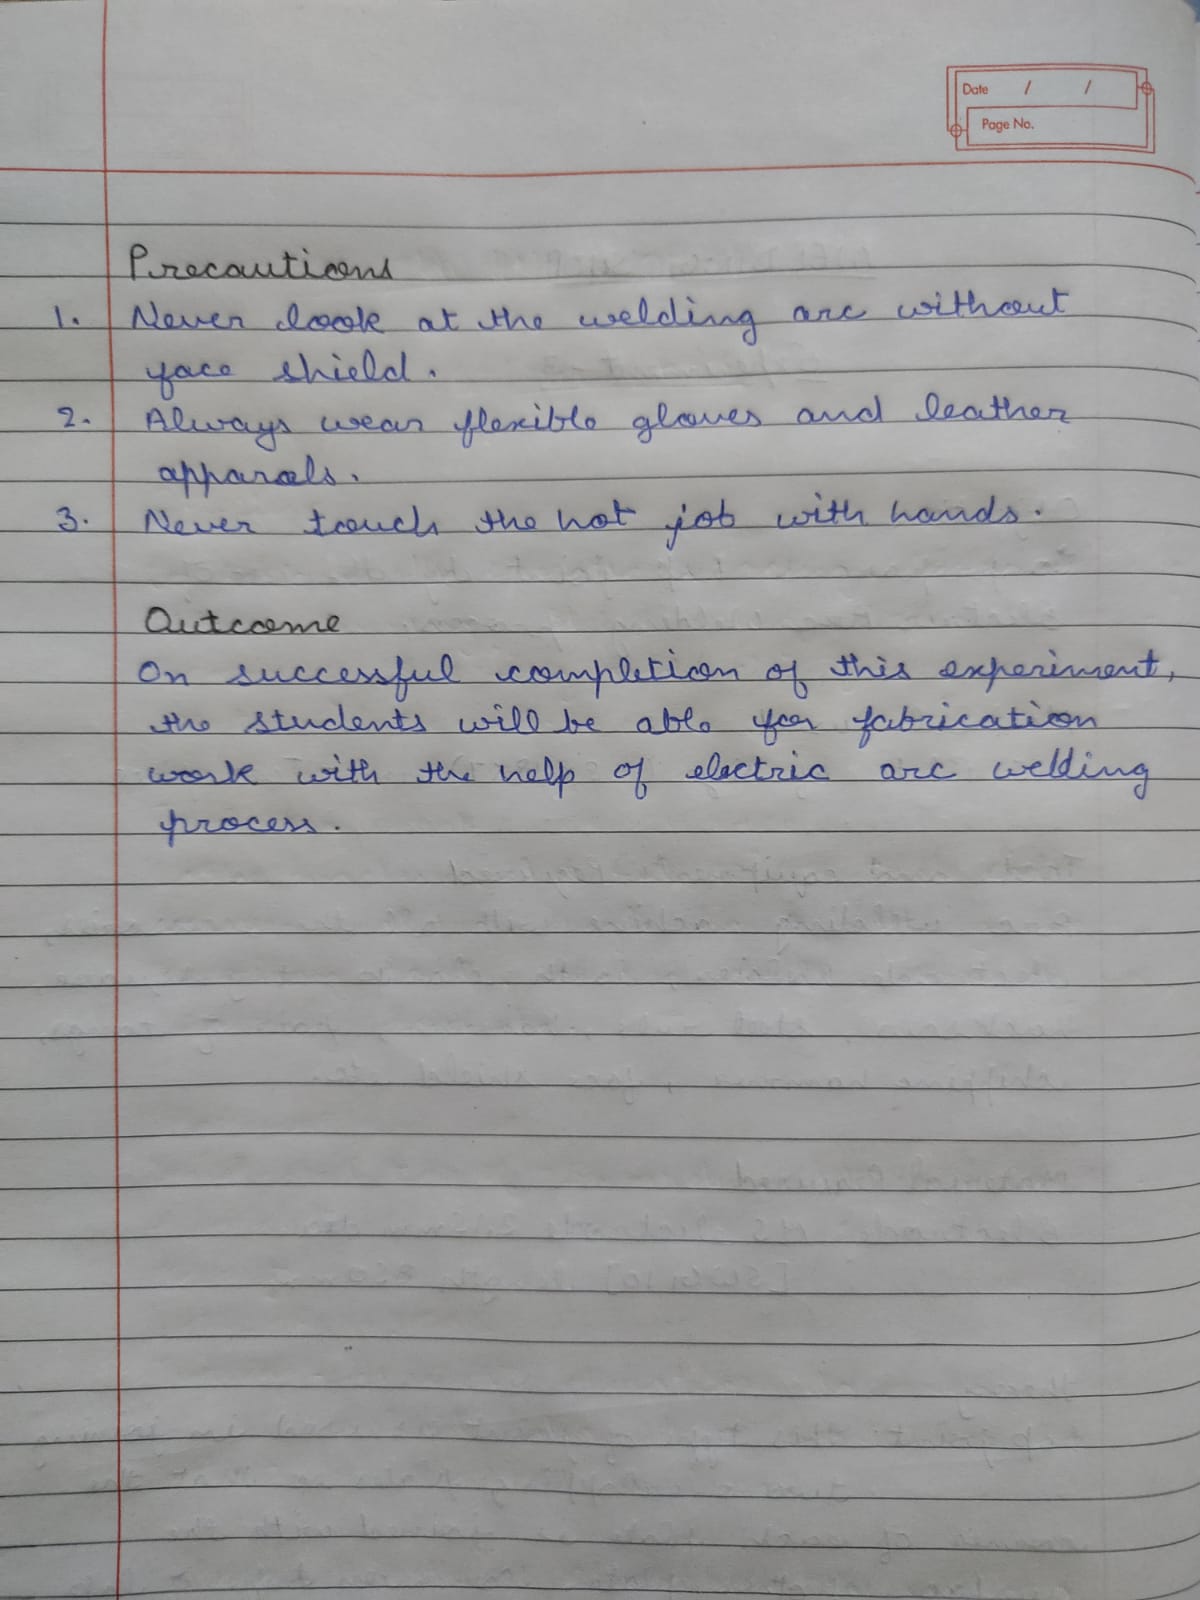 Date / /
Page No.
Precautions
1. Never look at the welding arc without
face shield.
2. Always wear flexible gloves and leather
apparels.
3. Never touch the hot job with hands.
Outcome
On successful completion of this experiment,
the students will be able for fabrication
work with the help of electric arc welding
process.